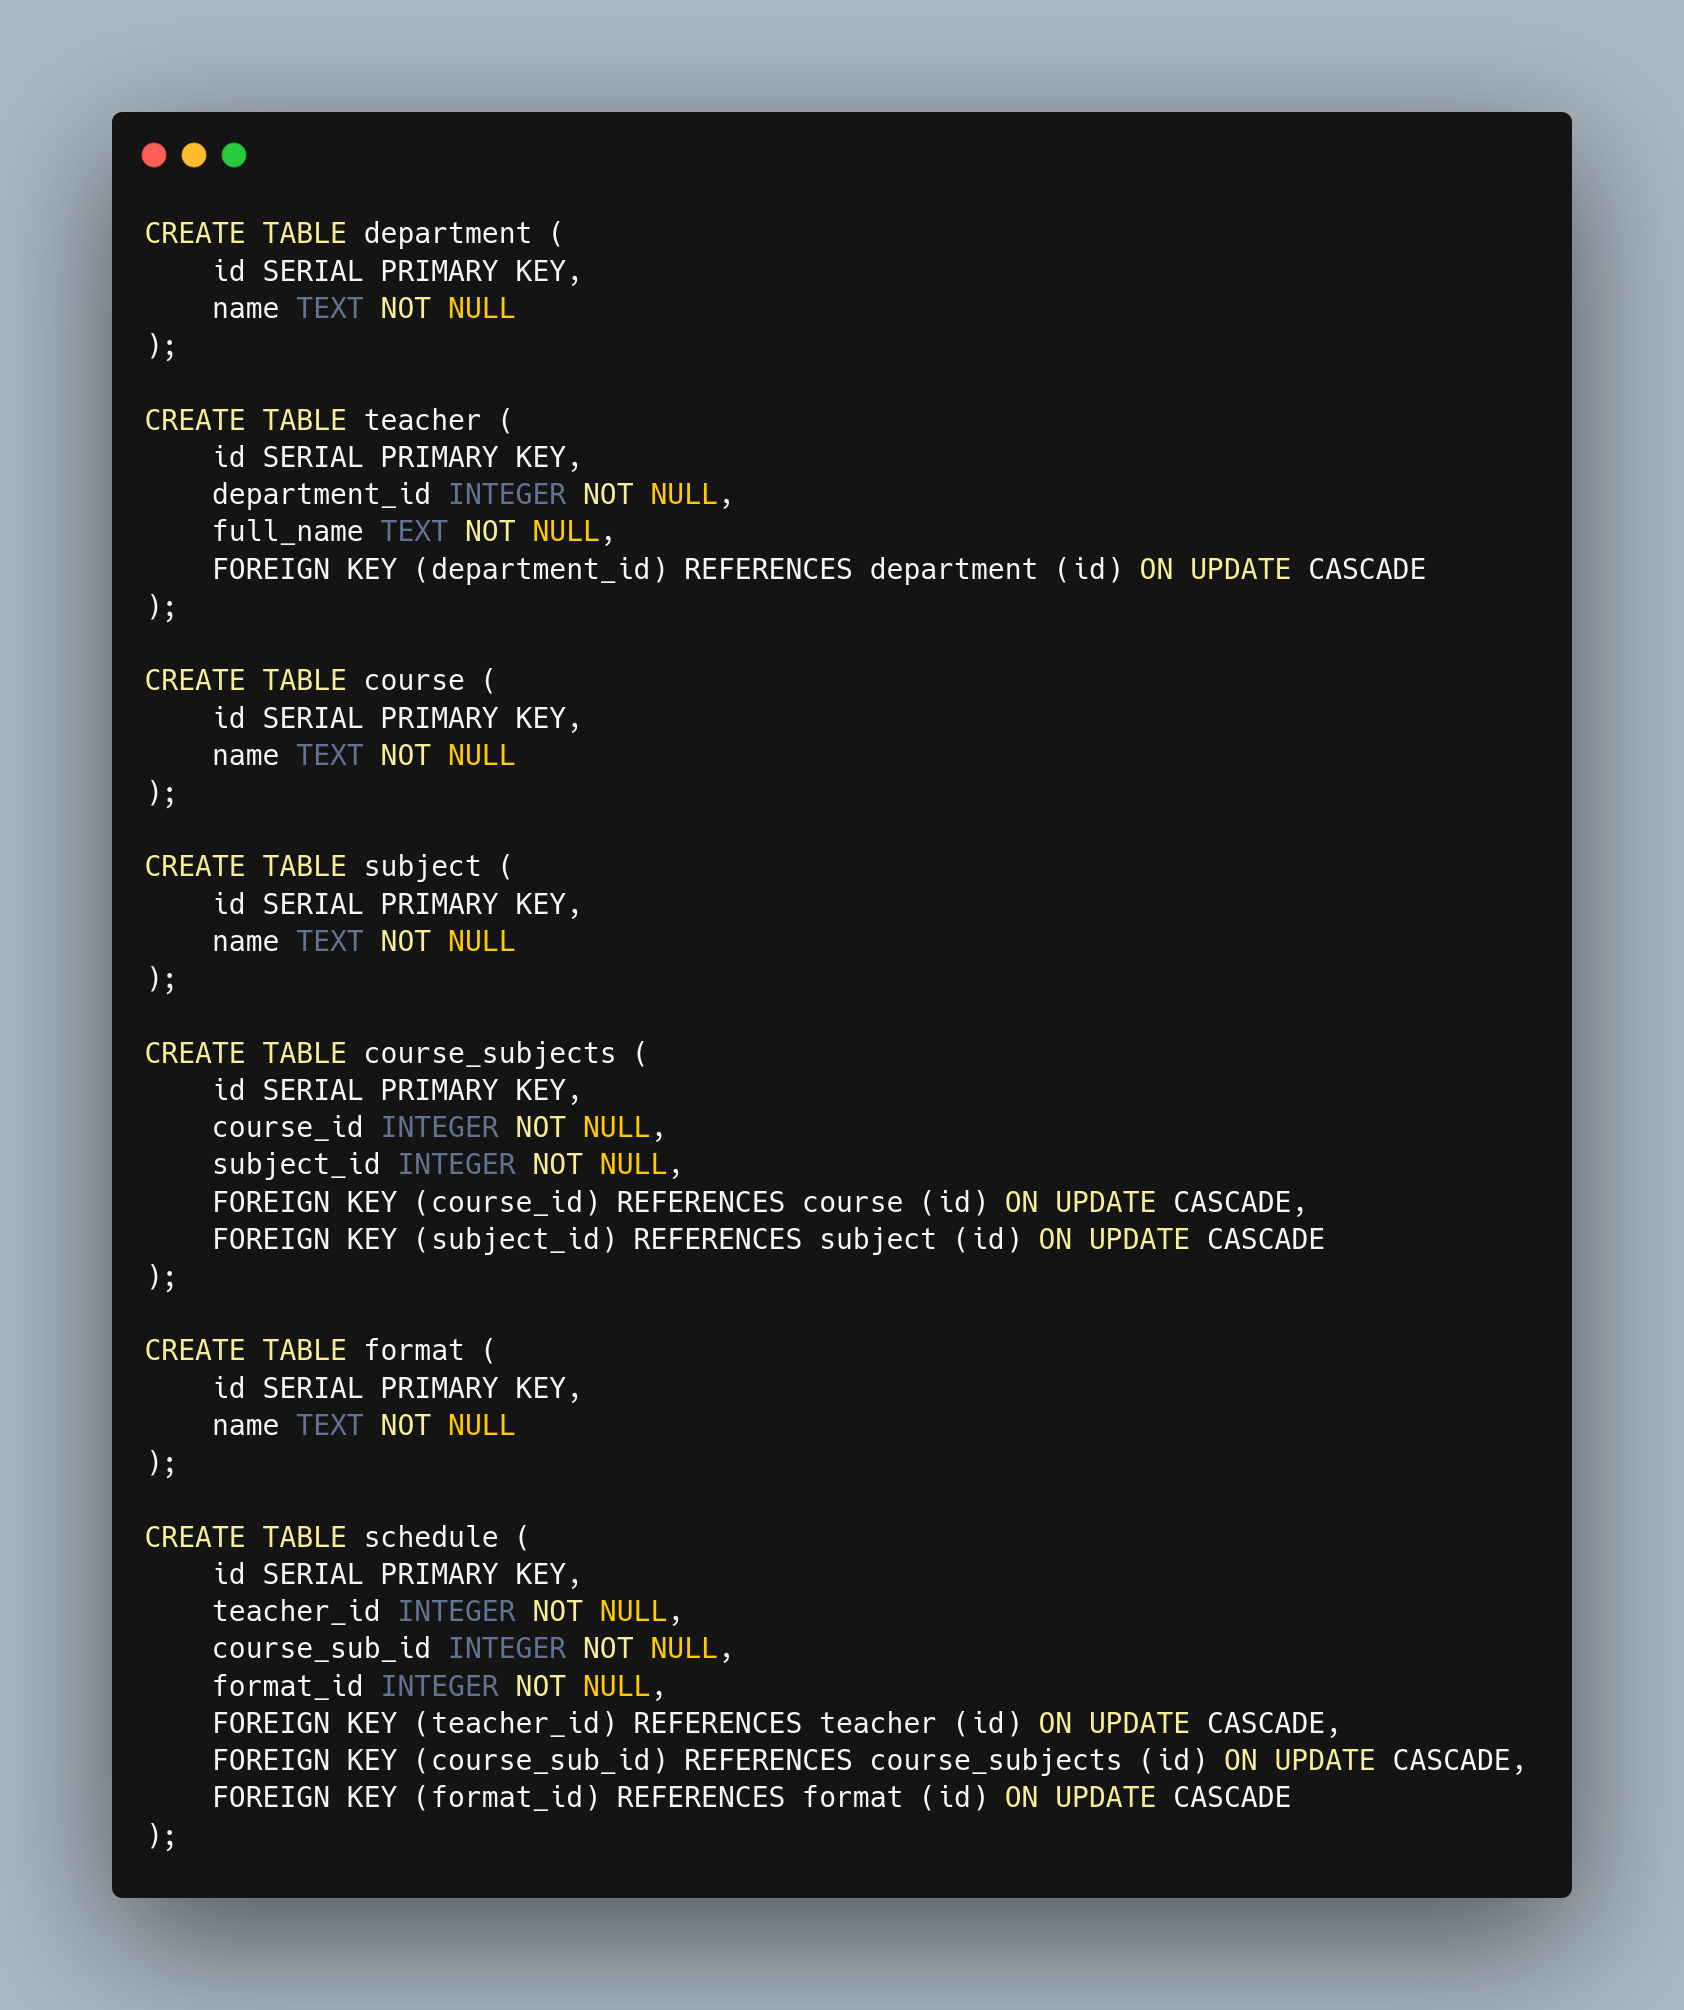 CREATE TABLE department (
    id SERIAL PRIMARY KEY,
    name TEXT NOT NULL
);

CREATE TABLE teacher (
    id SERIAL PRIMARY KEY,
    department_id INTEGER NOT NULL,
    full_name TEXT NOT NULL,
    FOREIGN KEY (department_id) REFERENCES department (id) ON UPDATE CASCADE
);

CREATE TABLE course (
    id SERIAL PRIMARY KEY,
    name TEXT NOT NULL
);

CREATE TABLE subject (
    id SERIAL PRIMARY KEY,
    name TEXT NOT NULL
);

CREATE TABLE course_subjects (
    id SERIAL PRIMARY KEY,
    course_id INTEGER NOT NULL,
    subject_id INTEGER NOT NULL,
    FOREIGN KEY (course_id) REFERENCES course (id) ON UPDATE CASCADE,
    FOREIGN KEY (subject_id) REFERENCES subject (id) ON UPDATE CASCADE
);

CREATE TABLE format (
    id SERIAL PRIMARY KEY,
    name TEXT NOT NULL
);

CREATE TABLE schedule (
    id SERIAL PRIMARY KEY,
    teacher_id INTEGER NOT NULL,
    course_sub_id INTEGER NOT NULL,
    format_id INTEGER NOT NULL,
    FOREIGN KEY (teacher_id) REFERENCES teacher (id) ON UPDATE CASCADE,
    FOREIGN KEY (course_sub_id) REFERENCES course_subjects (id) ON UPDATE CASCADE,
    FOREIGN KEY (format_id) REFERENCES format (id) ON UPDATE CASCADE
);